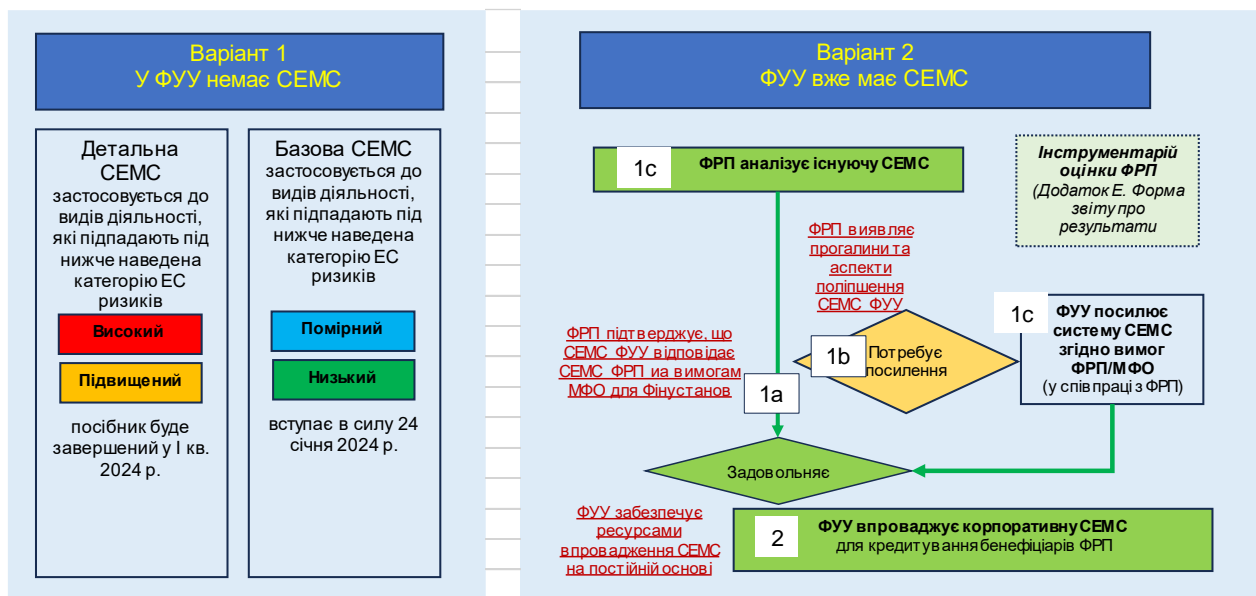 Варіант 1
У ФУУ немає СЕМС
Детальна
СЕМС
застосовується до
видів діяльності,
які підпадають під
нижче наведена
категорію ЕС
ризиків
Високий
Підвищений
посібник буде
завершений у І кв.
2024 р.
Базова СЕМС
застосовується до
видів діяльності,
які підпадають під
нижче наведена
категорію ЕС
ризиків
Помірний
Низький
вступає в силу 24
січня 2024 р.
Варіант 2
ФУУ вже має СЕМС
1c
ФРП аналізує існуючу СЕМС
Інструментарій
оцінки ФРП
(Додаток Е. Форма
звіту про
результати
ФРП виявляє
прогалини та
аспекти
поліпшення
СЕМС ФУУ
ФРП підтверджує, що
СЕМС ФУУ відповідає
СЕМС ФРП иа вимогам
МФО для Фінустанов
1a
1b
Потребує
посилення
1c
ФУУ посилює
систему СЕМС
згідно вимог
ФРП/МФО
(у співпраці з ФРП)
Задовольняє
ФУУ забезпечує
ресурсами
впровадження СЕМС
на постійній основі
2
ФУУ впроваджує корпоративну СЕМС
для кредитування бенефіціарів ФРП